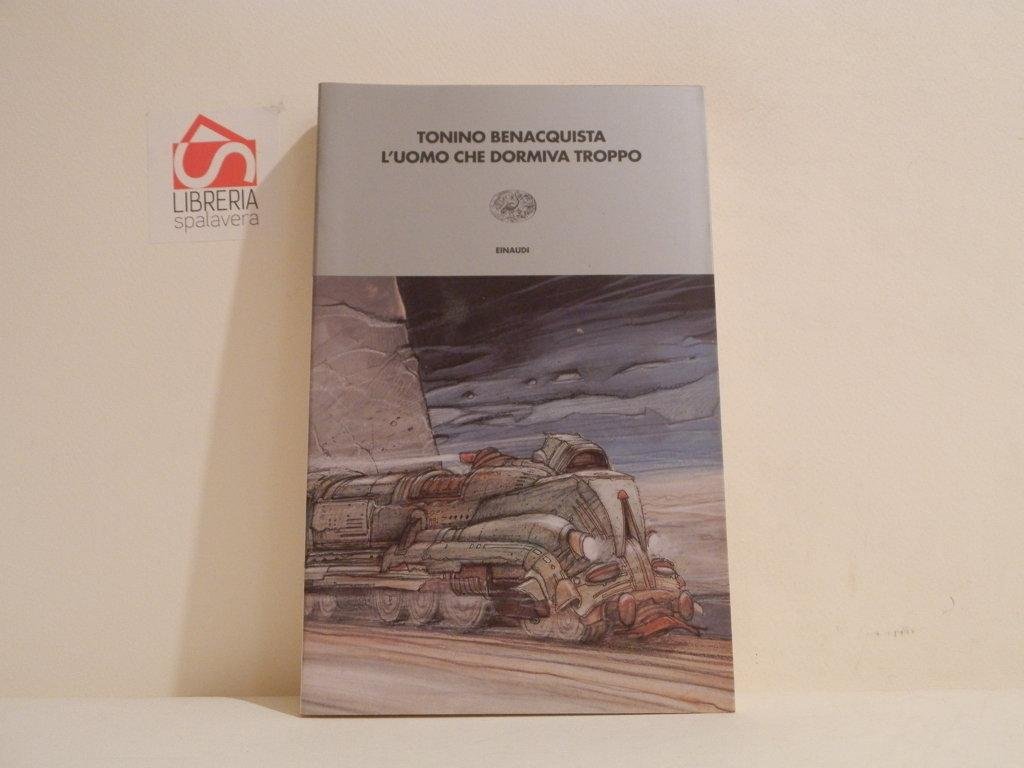 TONINO BENACQUISTA
L'UOMO CHE DORMIVA TROPPO
EINAUDI
LIBRERIA
spalavera